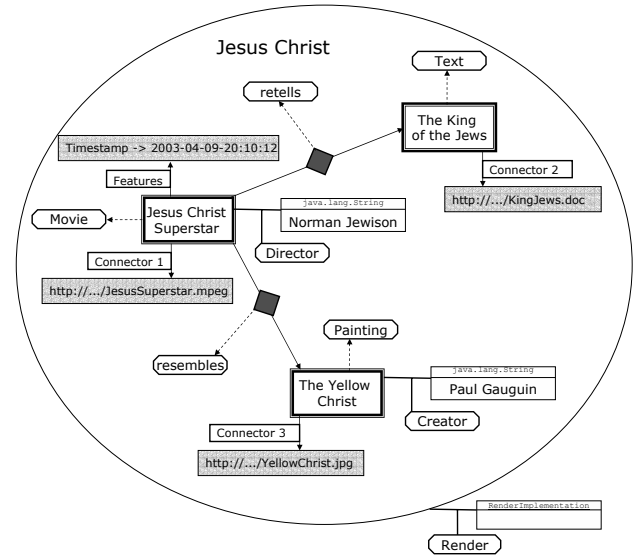 Jesus Christ
Text
retells
The King
of the Jews
Timestamp -> 2003-04-09-20:10:12
Connector 2
Features
http://.../KingJews.doc
java.lang.String
Movie
Jesus Christ
Superstar
Norman Jewison
Director
Connector 1
http://.../JesusSuperstar.mpeg
Painting
resembles
java.lang.String
The Yellow
Christ
Paul Gauguin
Creator
Connector 3
http://.../YellowChrist.jpg
RenderImplementation
Render